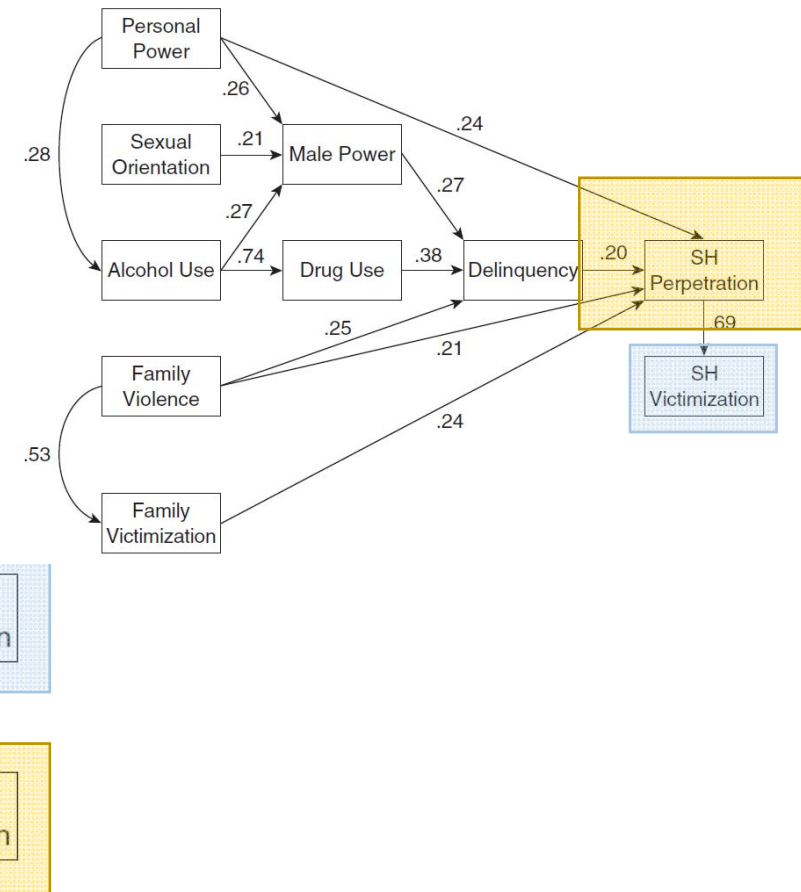 Personal
Power
.26
.24
.28
Sexual
Orientation
.21
Male Power
.27
.27
Alcohol Use
.74
Drug Use
.38
Delinquency
.20
SH
Perpetration
.25
.21
.69
Family
Violence
SH
Victimization
.24
.53
Family
Victimization
n
n